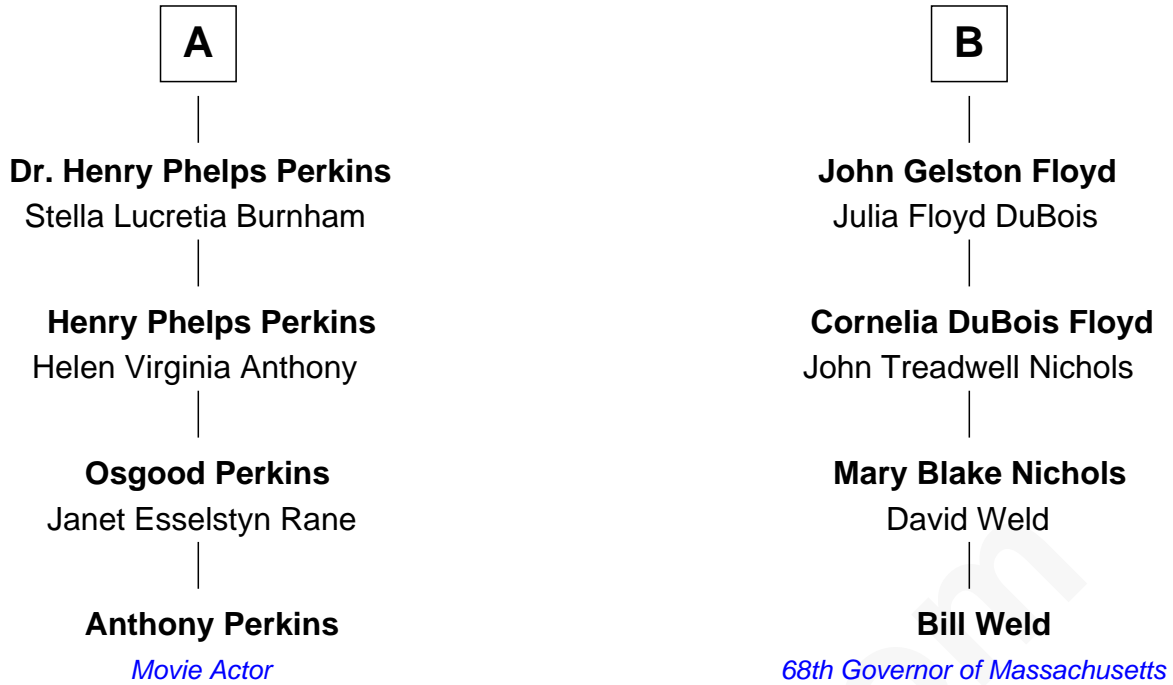 A
Dr. Henry Phelps Perkins
Stella Lucretia Burnham
Henry Phelps Perkins
Helen Virginia Anthony
Osgood Perkins
Janet Esselstyn Rane
Anthony Perkins
Movie Actor
B
John Gelston Floyd
Julia Floyd DuBois
Cornelia DuBois Floyd
John Treadwell Nichols
Mary Blake Nichols
David Weld
Bill Weld
68th Governor of Massachusetts